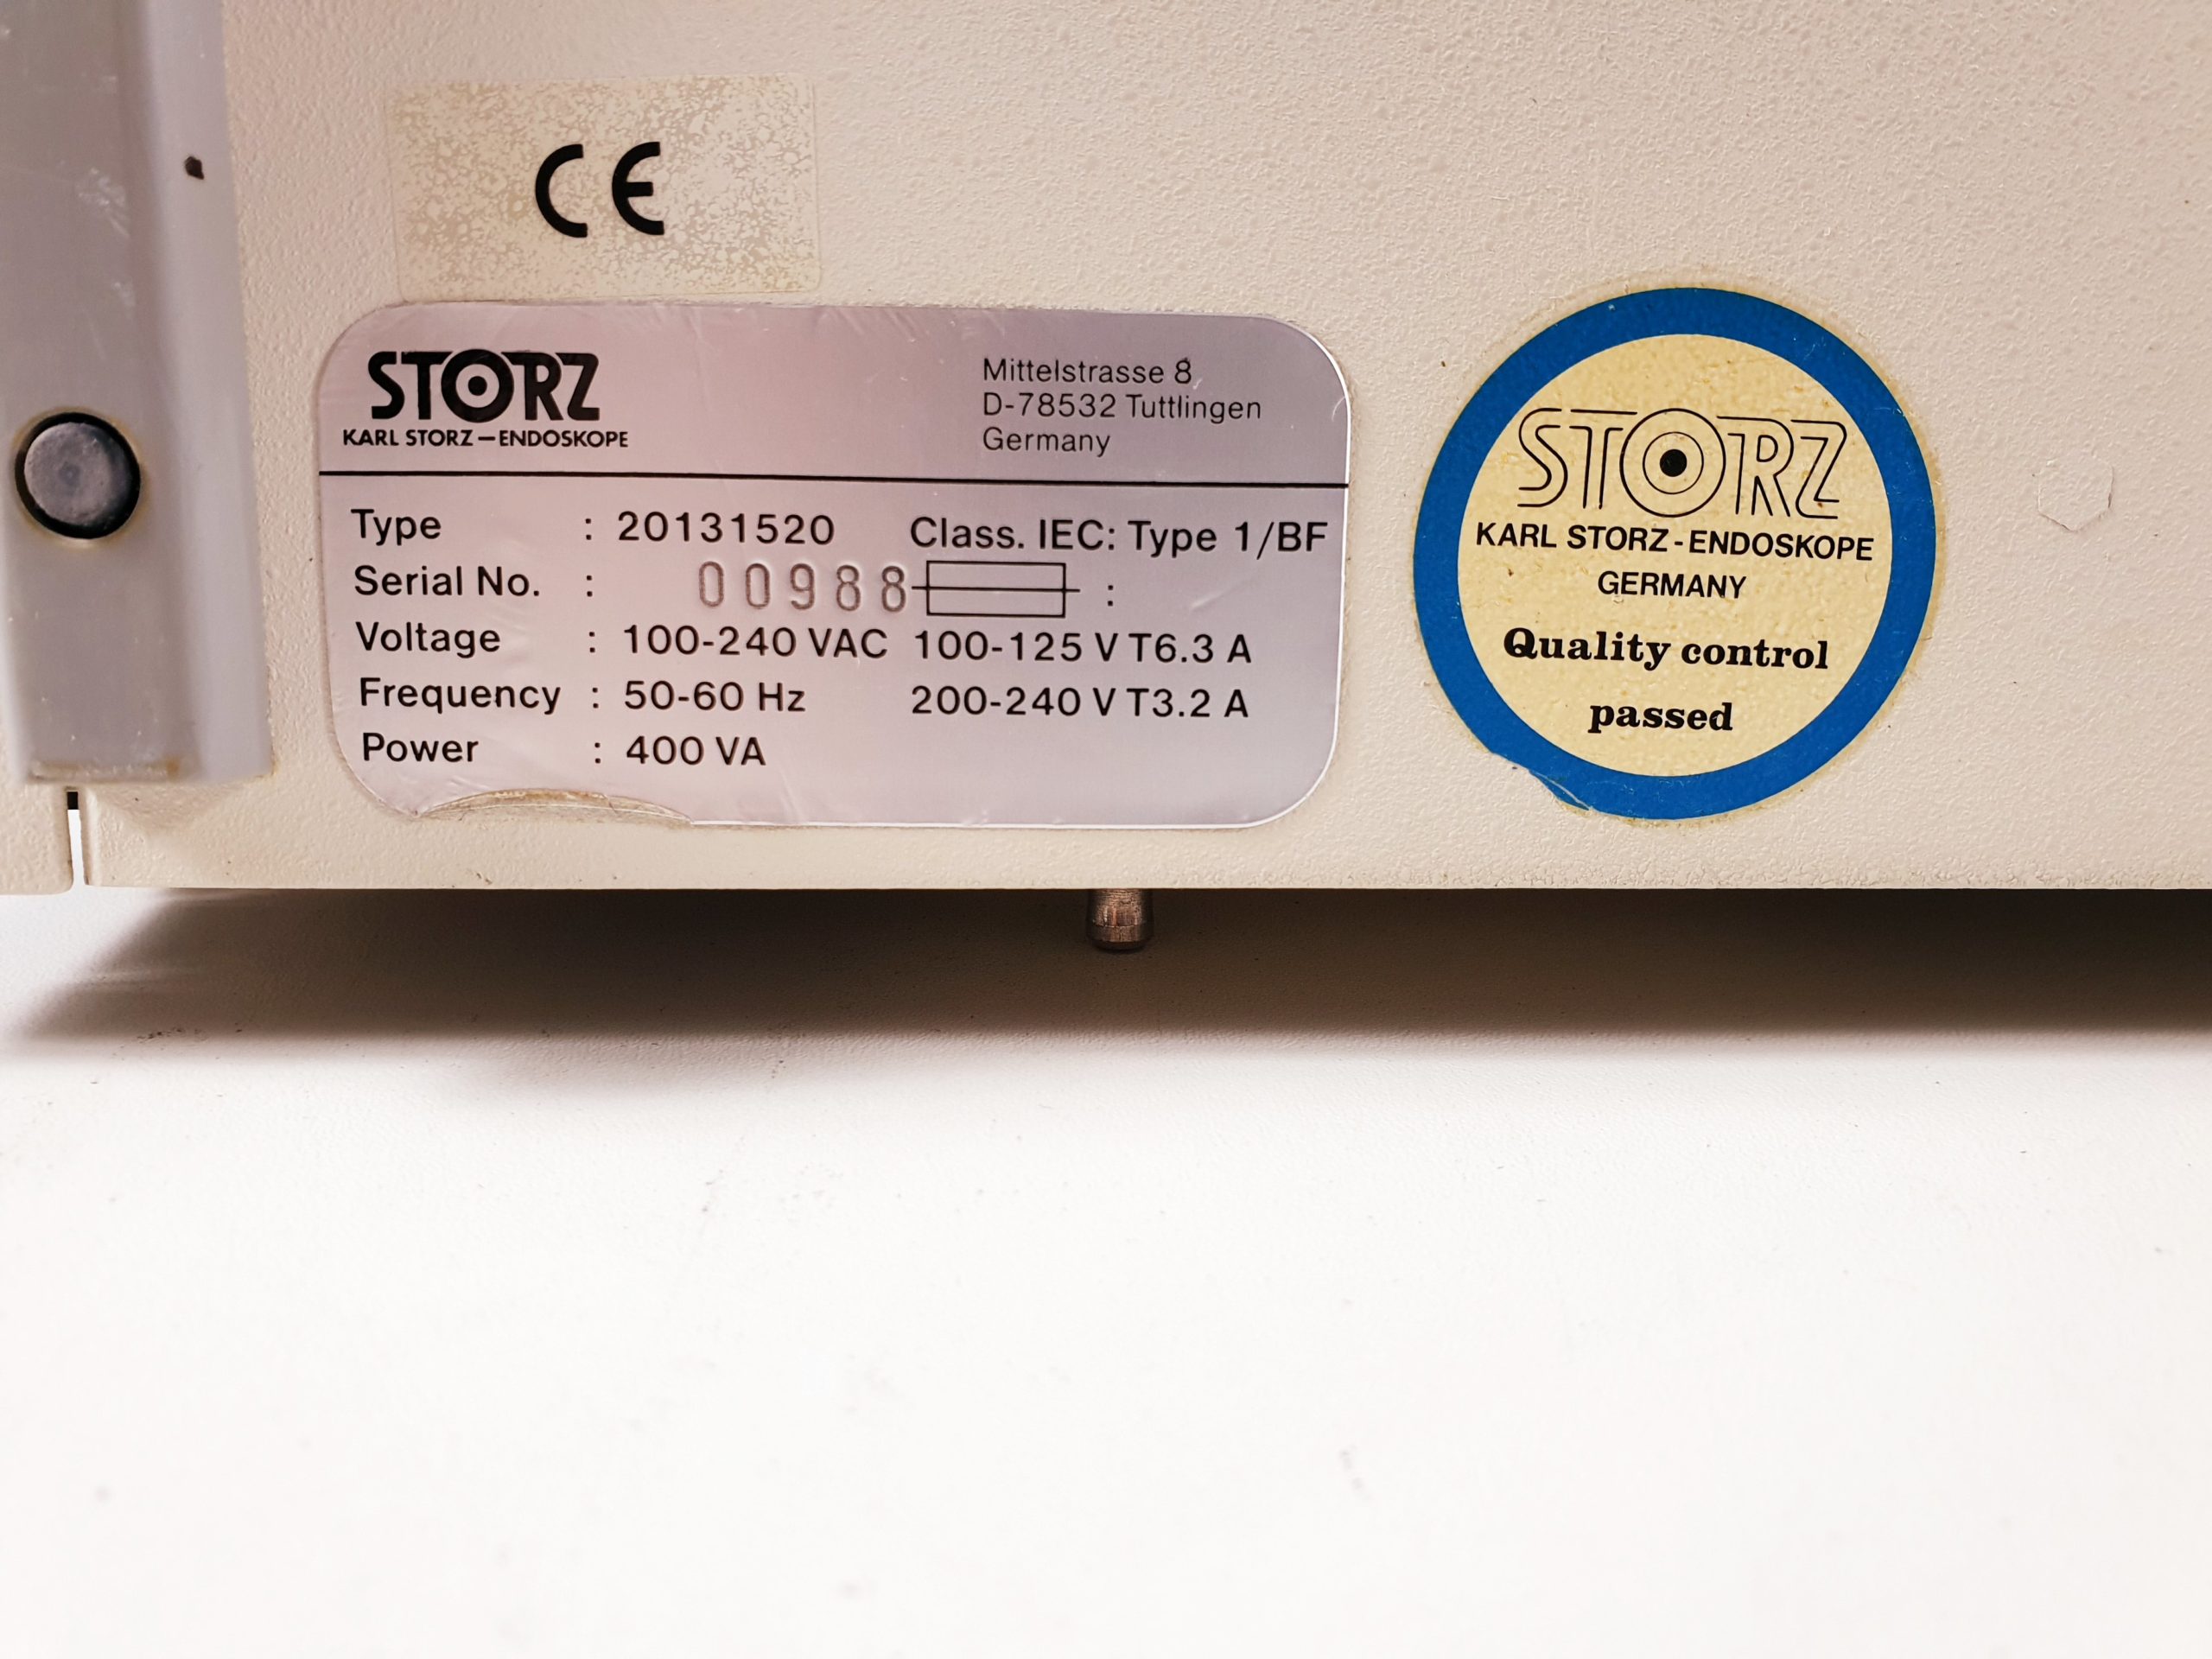 CE
STORZ
KARL STORZ – ENDOSKOPE
Mittelstrasse 8
D-78532 Tuttlingen
Germany
Type : 20131520 Class. IEC: Type 1/BF
Serial No. : 00988 :
Voltage : 100-240 VAC 100-125 V T6.3 A
Frequency : 50-60 Hz 200-240 V T3.2 A
Power : 400 VA
STORZ
KARL STORZ - ENDOSKOPE
GERMANY
Quality control
passed